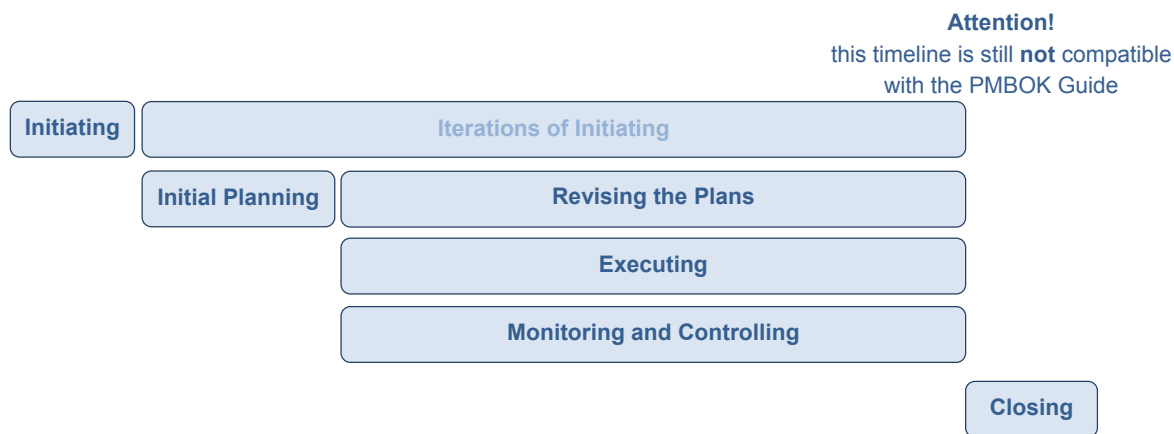 Attention!
this timeline is still not compatible
with the PMBOK Guide
Initiating
Iterations of Initiating
Initial Planning
Revising the Plans
Executing
Monitoring and Controlling
Closing